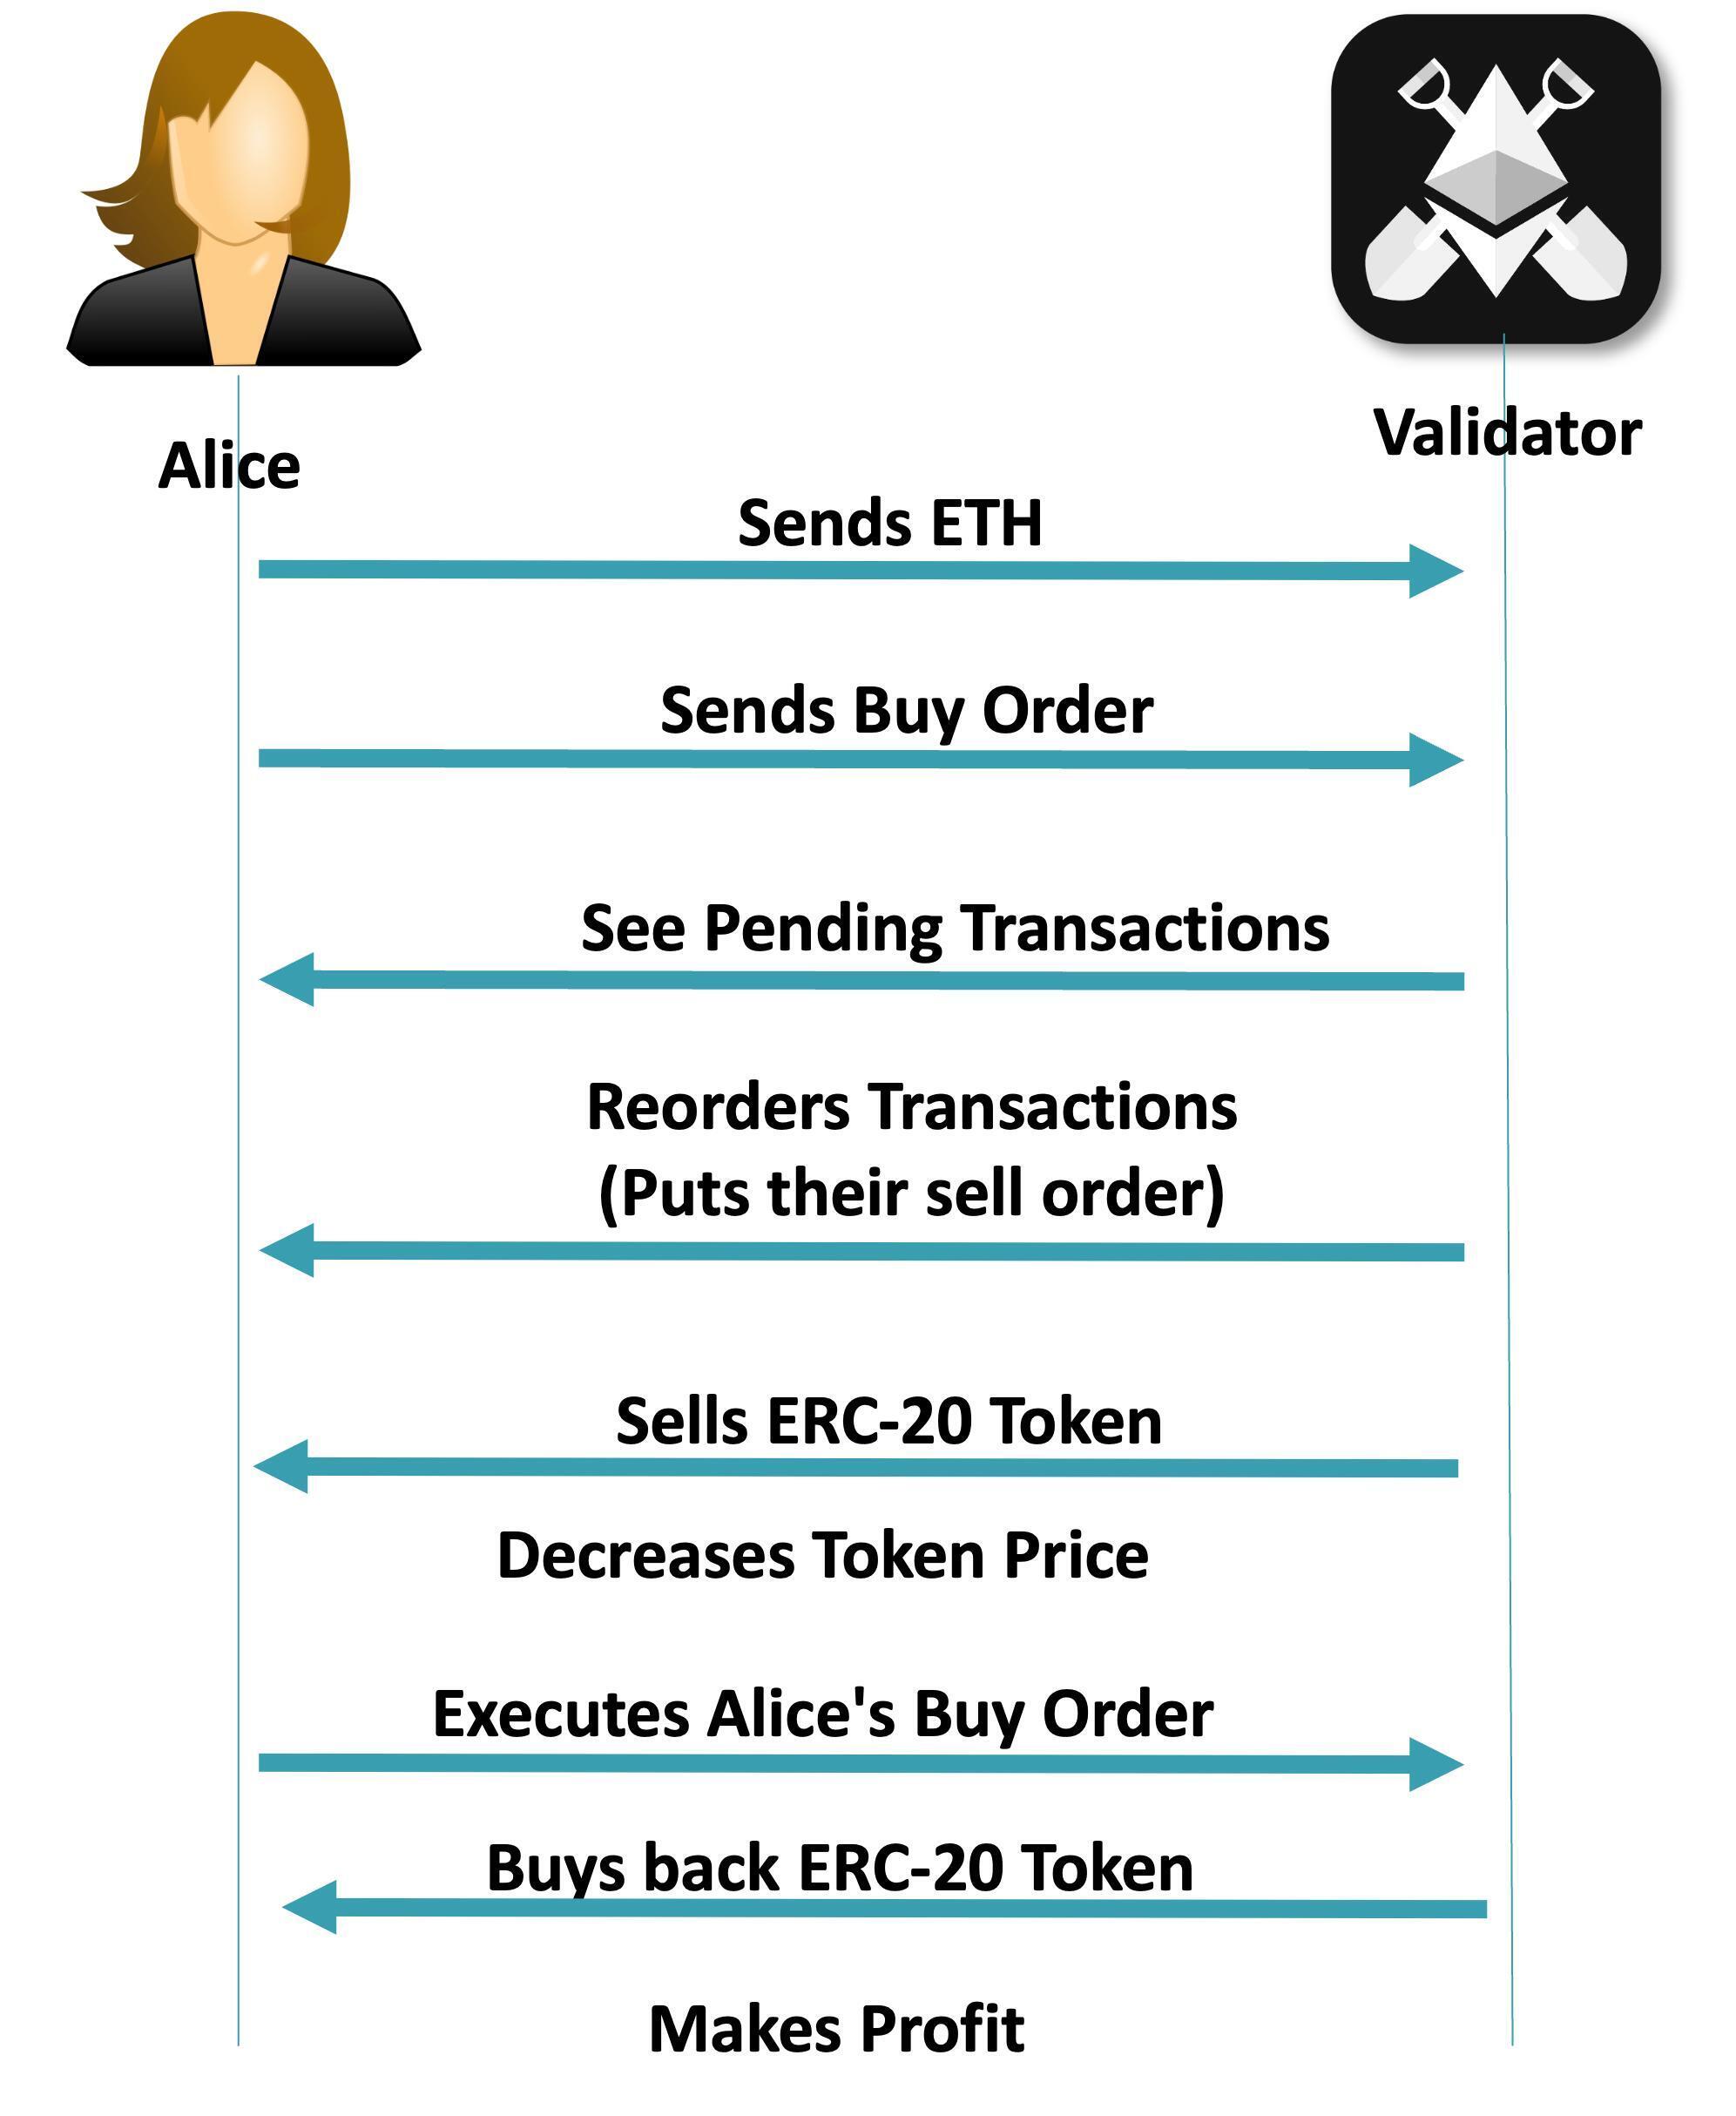 Alice
Validator
Sends ETH
Sends Buy Order
See Pending Transactions
Reorders Transactions
(Puts their sell order)
Sells ERC-20 Token
Decreases Token Price
Executes Alice's Buy Order
Buys back ERC-20 Token
Makes Profit